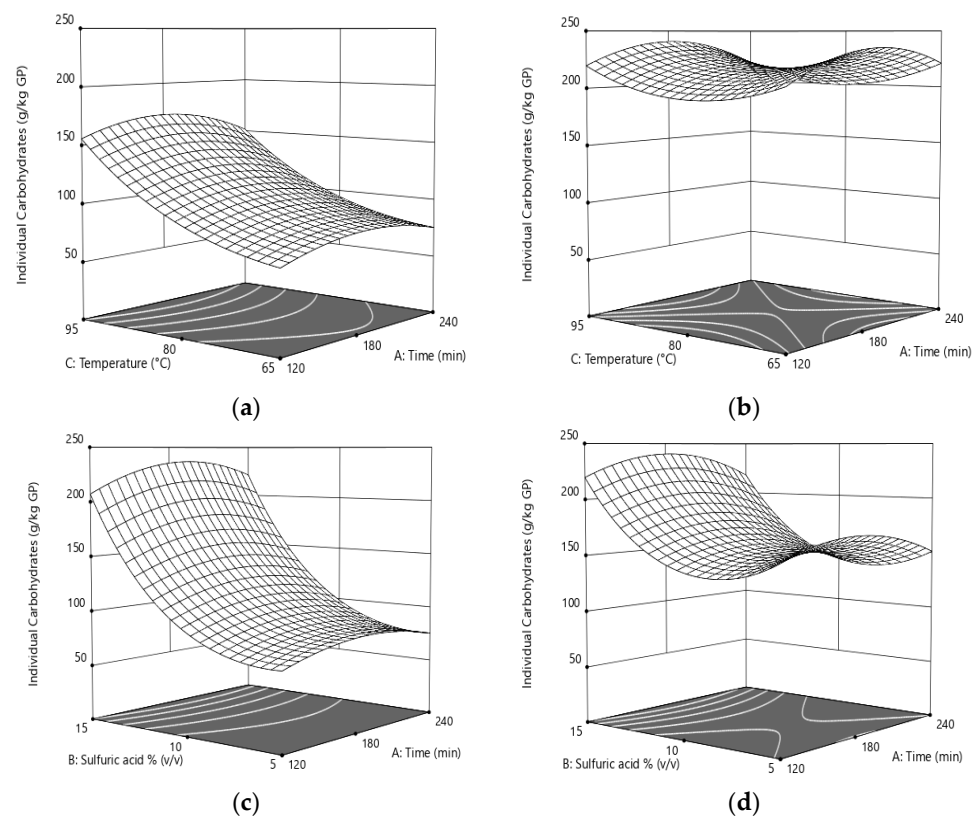 250
200
150
100
50
Individual Carbohydrates (g/kg GP)
95
80
65
C: Temperature (°C)
120
180
240
A: Time (min)
(a)
250
200
150
100
50
Individual Carbohydrates (g/kg GP)
95
80
65
C: Temperature (°C)
120
180
240
A: Time (min)
(b)
250
200
150
100
50
Individual Carbohydrates (g/kg GP)
15
10
5
B: Sulfuric acid % (v/v)
120
180
240
A: Time (min)
(c)
250
200
150
100
50
Individual Carbohydrates (g/kg GP)
15
10
5
B: Sulfuric acid % (v/v)
120
180
240
A: Time (min)
(d)